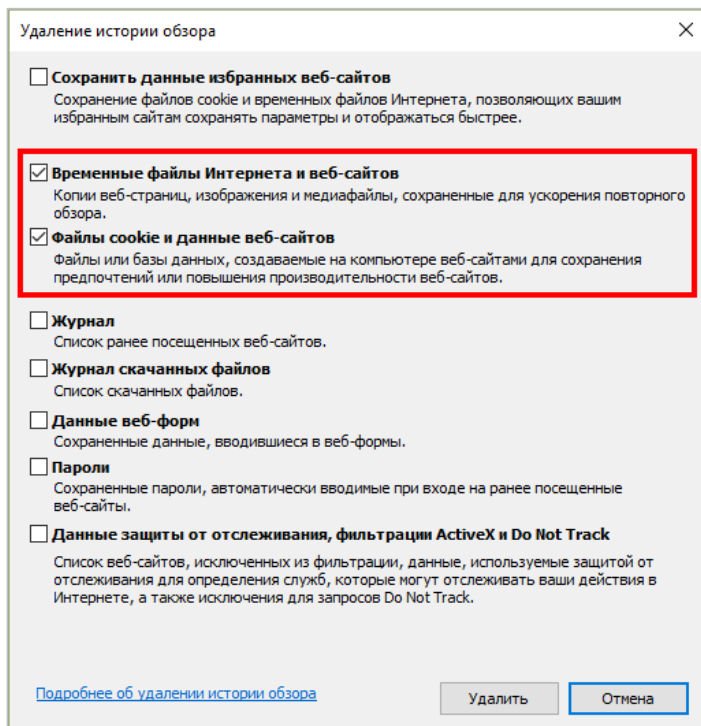 Удаление истории обзора
Сохранить данные избранных веб-сайтов
Сохранение файлов cookie и временных файлов Интернета, позволяющих вашим
избранным сайтам сохранять параметры и отображаться быстрее.
Временные файлы Интернета и веб-сайтов
Копии веб-страниц, изображения и медиафайлы, сохраненные для ускорения повторного
обзора.
Файлы cookie и данные веб-сайтов
Файлы или базы данных, создаваемые на компьютере веб-сайтами для сохранения
предпочтений или повышения производительности веб-сайтов.
Журнал
Список ранее посещенных веб-сайтов.
Журнал скачанных файлов
Список скачанных файлов.
Данные веб-форм
Сохраненные данные, вводившиеся в веб-формы.
Пароли
Сохраненные пароли, автоматически вводимые при входе на ранее посещенные
веб-сайты.
Данные защиты от отслеживания, фильтрации ActiveX и Do Not Track
Список веб-сайтов, исключенных из фильтрации, данные, используемые защитой от
отслеживания для определения служб, которые могут отслеживать ваши действия в
Интернете, а также исключения для запросов Do Not Track.
Подробнее об удалении истории обзора
Удалить
Отмена